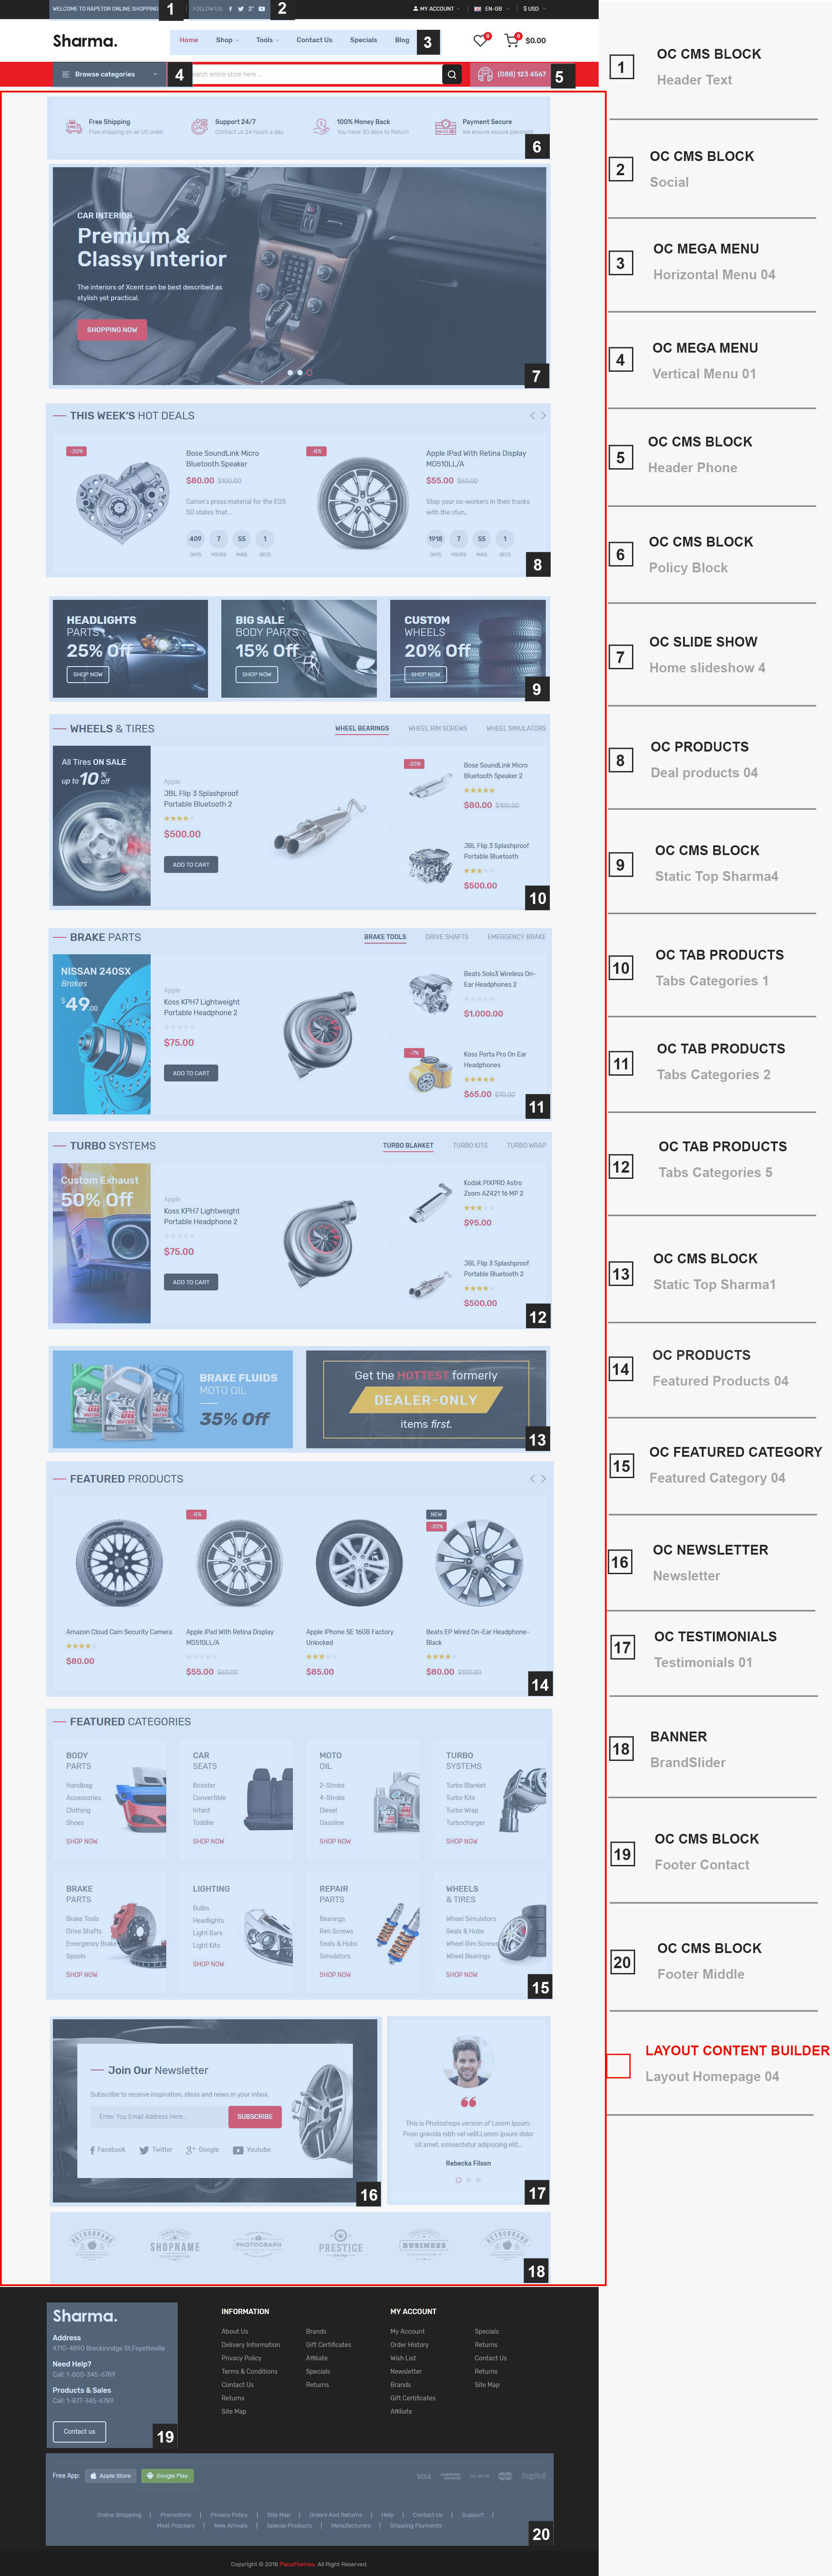 WELCOME TO RAPETOR ONLINE SHOPPING
1
FOLLOW US:
2
MY ACCOUNT
EN-GB
$ USD
Sharma.
Home
Shop
Tools
Contact Us
Specials
Blog
3
0
0
$0.00
Browse categories
4
earch entire store here ...
(088) 123 4567
5
Free Shipping
Free shipping on all US order
Support 24/7
Contact us 24 hours a day
100% Money Back
You have 30 days to Return
Payment Secure
We ensure secure payment
6
CAR INTERIOR
Premium &
Classy Interior
The interiors of Xcent can be best described as
stylish yet practical.
SHOPPING NOW
7
THIS WEEK'S HOT DEALS
-20%
Bose SoundLink Micro
Bluetooth Speaker
$80.00 $100.00
Canon's press material for the EOS
5D states that ..
409 7 55 1
DAYS HOURS MINS SECS
-8%
Apple IPad With Retina Display
MD510LL/A
$55.00 $60.00
Stop your co-workers in their tracks
with the stun..
1918 7 55 1
DAYS HOURS MINS SECS
8
HEADLIGHTS
PARTS
25% Off
SHOP NOW
BIG SALE
BODY PARTS
15% Off
SHOP NOW
CUSTOM
WHEELS
20% Off
SHOP NOW
9
WHEELS & TIRES
WHEEL BEARINGS
WHEEL RIM SCREWS
WHEEL SIMULATORS
All Tires ON SALE
up to 10 % off
Apple
JBL Flip 3 Splashproof
Portable Bluetooth 2
$500.00
ADD TO CART
-20%
Bose SoundLink Micro
Bluetooth Speaker 2
$80.00 $100.00
JBL Flip 3 Splashproof
Portable Bluetooth
$500.00
10
BRAKE PARTS
BRAKE TOOLS
DRIVE SHAFTS
EMERGENCY BRAKE
NISSAN 240SX
Brakes
$49.00
Apple
Koss KPH7 Lightweight
Portable Headphone 2
$75.00
ADD TO CART
Beats Solo3 Wireless On-
Ear Headphones 2
$1,000.00
-7%
Koss Porta Pro On Ear
Headphones
$65.00 $70.00
11
TURBO SYSTEMS
TURBO BLANKET
TURBO KITS
TURBO WRAP
Custom Exhaust
50% Off
Apple
Koss KPH7 Lightweight
Portable Headphone 2
$75.00
ADD TO CART
Kodak PIXPRO Astro
Zoom AZ421 16 MP 2
$95.00
JBL Flip 3 Splashproof
Portable Bluetooth 2
$500.00
12
BRAKE FLUIDS
MOTO OIL
35% Off
Get the HOTTEST formerly
DEALER-ONLY
items first.
13
FEATURED PRODUCTS
Amazon Cloud Cam Security Camera
$80.00
-8%
Apple IPad With Retina Display
MD510LL/A
$55.00 $60.00
Apple IPhone SE 16GB Factory
Unlocked
$85.00
NEW
-20%
Beats EP Wired On-Ear Headphone-
Black
$80.00 $100.00
14
FEATURED CATEGORIES
BODY
PARTS
Handbag
Accessories
Clothing
Shoes
SHOP NOW
CAR
SEATS
Booster
Convertible
Infant
Toddler
SHOP NOW
MOTO
OIL
2-Stroke
4-Stroke
Diesel
Gasoline
SHOP NOW
TURBO
SYSTEMS
Turbo Blanket
Turbo Kits
Turbo Wrap
Turbocharger
SHOP NOW
BRAKE
PARTS
Brake Tools
Drive Shafts
Emergency Brake
Spools
SHOP NOW
LIGHTING
Bulbs
Headlights
Light Bars
Light Kits
SHOP NOW
REPAIR
PARTS
Bearings
Rim Screws
Seals & Hubs
Simulators
SHOP NOW
WHEELS
& TIRES
Wheel Simulators
Seals & Hubs
Wheel Rim Screws
Wheel Bearings
SHOP NOW
15
Join Our Newsletter
Subscribe to receive inspiration, ideas and news in your inbox.
Enter You Email Address Here...
SUBSCRIBE
Facebook
Twitter
Google
Youtube
16
This is Photoshops version of Lorem Ipsum.
Proin gravida nibh vel velit.Lorem ipsum dolor
sit amet, consectetur adipiscing elit...
Rebecka Filson
17
RETROBRAND
SHOPNAME
PHOTOGRAPH
PRESTIGE
BUSINESS
RETROBRAND
18
Sharma.
Address
4710-4890 Breckinridge St,Fayetteville
Need Help?
Call: 1-800-345-6789
Products & Sales
Call: 1-877-345-6789
Contact us
19
INFORMATION
About Us
Delivery Information
Privacy Policy
Terms & Conditions
Contact Us
Returns
Site Map
Brands
Gift Certificates
Affiliate
Specials
Returns
MY ACCOUNT
My Account
Order History
Wish List
Newsletter
Brands
Gift Certificates
Affiliate
Specials
Returns
Contact Us
Returns
Site Map
Free App:
Apple Store
Google Play
VISA
PayPal
Online Shopping | Promotions | Privacy Policy | Site Map | Orders And Returns | Help | Contact Us | Support |
Most Populars | New Arrivals | Special Products | Manufacturers | Shipping Payments
20
Copyright © 2018 PlazaThemes. All Right Reserved.
1
OC CMS BLOCK
Header Text
2
OC CMS BLOCK
Social
3
OC MEGA MENU
Horizontal Menu 04
4
OC MEGA MENU
Vertical Menu 01
5
OC CMS BLOCK
Header Phone
6
OC CMS BLOCK
Policy Block
7
OC SLIDE SHOW
Home slideshow 4
8
OC PRODUCTS
Deal products 04
9
OC CMS BLOCK
Static Top Sharma4
10
OC TAB PRODUCTS
Tabs Categories 1
11
OC TAB PRODUCTS
Tabs Categories 2
12
OC TAB PRODUCTS
Tabs Categories 5
13
OC CMS BLOCK
Static Top Sharma1
14
OC PRODUCTS
Featured Products 04
15
OC FEATURED CATEGORY
Featured Category 04
16
OC NEWSLETTER
Newsletter
17
OC TESTIMONIALS
Testimonials 01
18
BANNER
BrandSlider
19
OC CMS BLOCK
Footer Contact
20
OC CMS BLOCK
Footer Middle
LAYOUT CONTENT BUILDER
Layout Homepage 04